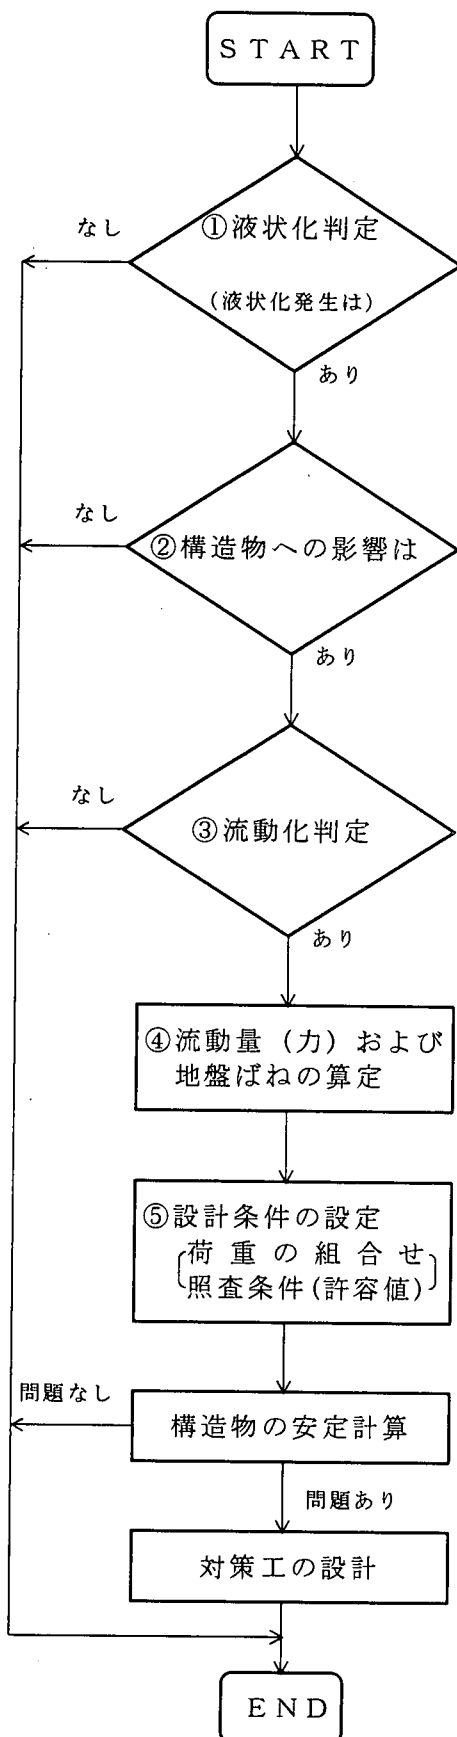 START
なし
①液状化判定
(液状化発生は)
あり
なし
②構造物への影響は
あり
なし
③流動化判定
あり
④流動量(力)および
地盤ばねの算定
⑤設計条件の設定
荷重の組合せ
照査条件(許容値)
問題なし
構造物の安定計算
問題あり
対策工の設計
END